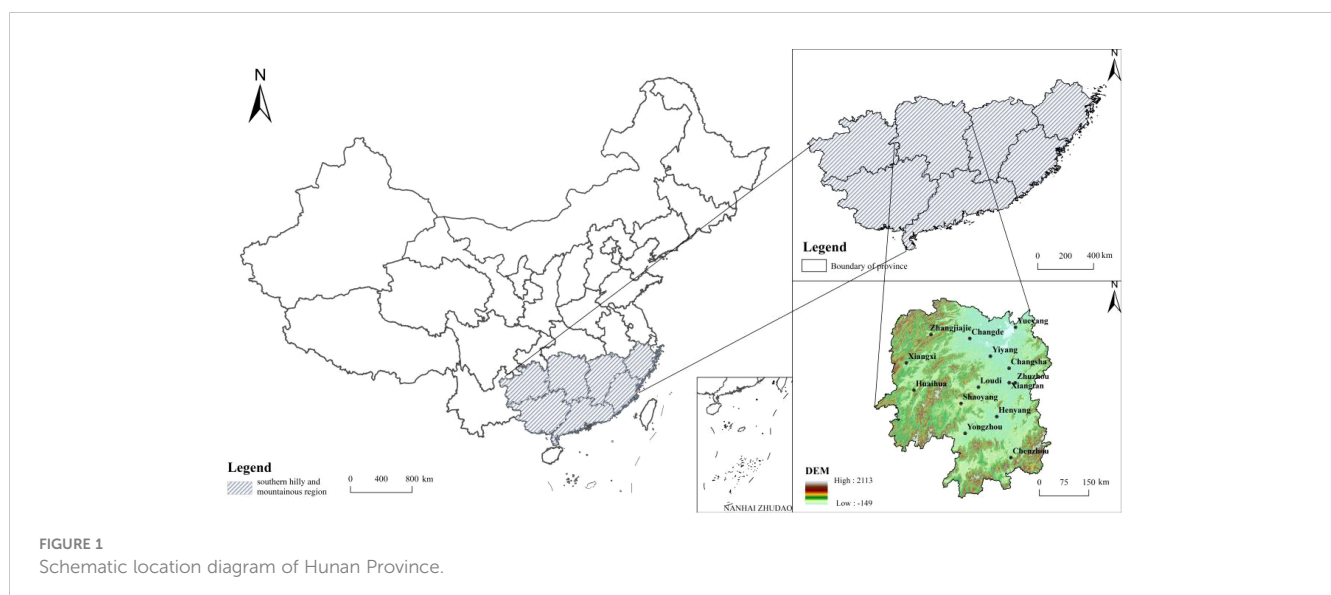 N
Legend
southern hilly and
mountainous region
0 400 800 km
NANHAI ZHUDAO
N
Legend
Boundary of province
0 200 400 km
N
Yueyang
Zhangjiajie
Changde
Yiyang
Xiangxi
Changsha
Zhuzhou
Xiangtan
Huaihua
Loudi
Shaoyang
Henyang
Yongzhou
Chenzhou
DEM
High : 2113
Low : -149
0 75 150 km
FIGURE 1
Schematic location diagram of Hunan Province.